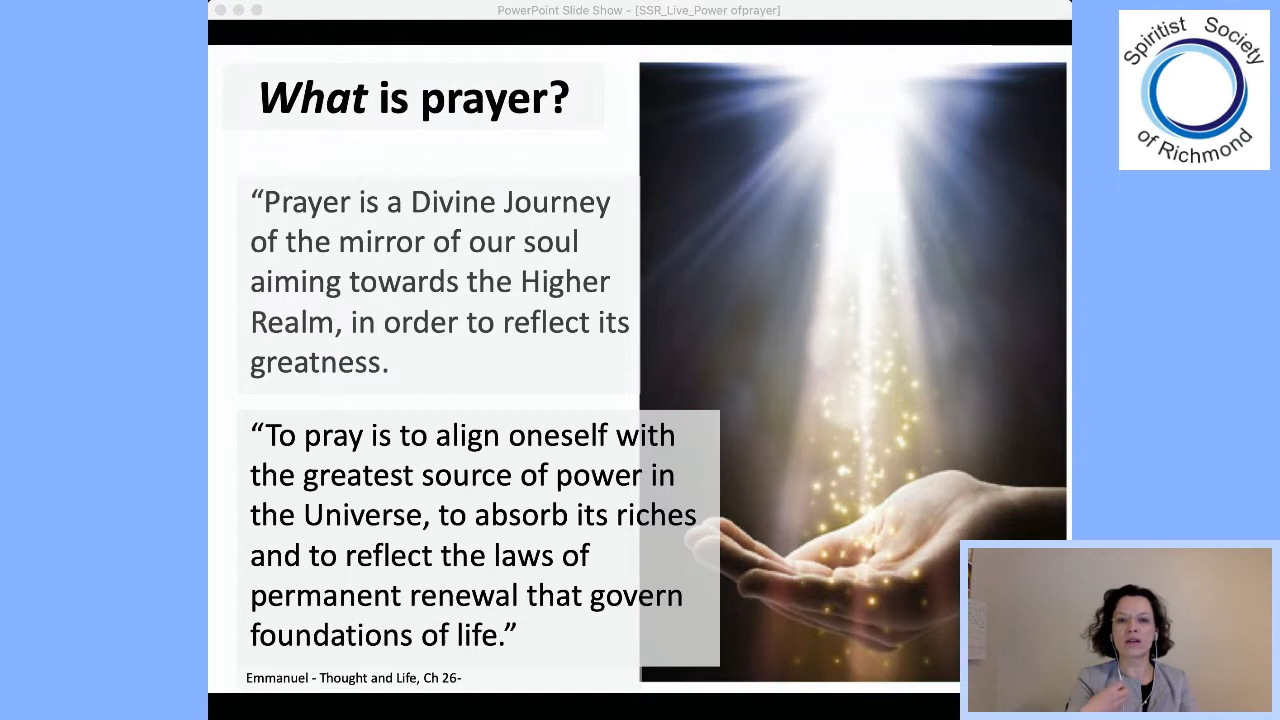 PowerPoint Slide Show - [SSR_Live_Power ofprayer]
Spiritist Society
of Richmond
What is prayer?
“Prayer is a Divine Journey
of the mirror of our soul
aiming towards the Higher
Realm, in order to reflect its
greatness.
“To pray is to align oneself with
the greatest source of power in
the Universe, to absorb its riches
and to reflect the laws of
permanent renewal that govern
foundations of life.”
Emmanuel - Thought and Life, Ch 26-